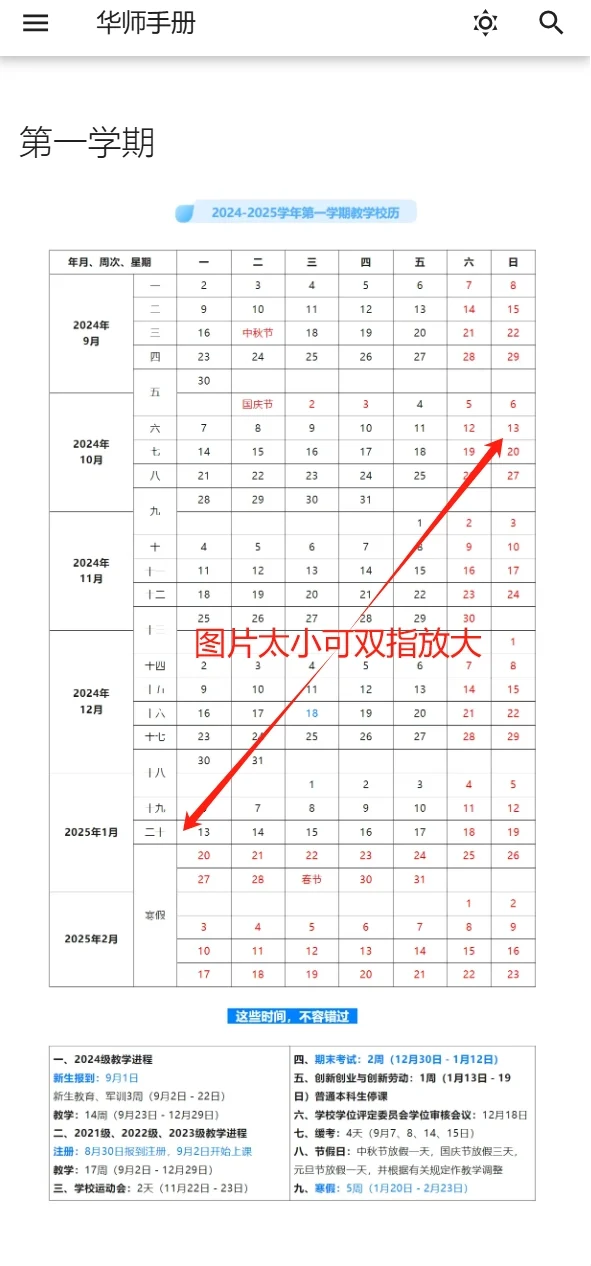 华师手册
第一学期
2024-2025学年第一学期教学校历
年月、周次、星期 一 二 三 四 五 六 日
2024年
9月
一 2 3 4 5 6 7 8
二 9 10 11 12 13 14 15
三 16 中秋节 18 19 20 21 22
四 23 24 25 26 27 28 29
五 30
2024年
10月
国庆节 2 3 4 5 6
六 7 8 9 10 11 12 13
七 14 15 16 17 18 19 20
八 21 22 23 24 25 27
九 28 29 30 31
2024年
11月
1 2 3
十 4 5 6 7 8 9 10
十一 11 12 13 14 15 16 17
十二 18 19 20 21 22 23 24
十三 25 26 27 28 29 30
图片太小可双指放大
2024年
12月
1
十四 2 3 4 5 6 7 8
9 10 11 12 13 14 15
十六 16 17 18 19 20 21 22
十七 23 24 25 26 27 28 29
十八 30 31
2025年1月
1 2 3 4 5
十九 7 8 9 10 11 12
二十 13 14 15 16 17 18 19
寒假
20 21 22 23 24 25 26
27 28 春节 30 31
2025年2月
1 2
3 4 5 6 7 8 9
10 11 12 13 14 15 16
17 18 19 20 21 22 23
这些时间，不容错过
一、2024级教学进程
新生报到：9月1日
新生教育、军训3周（9月2日 - 22日）
教学：14周（9月23日 - 12月29日）
二、2021级、2022级、2023级教学进程
注册：8月30日报到注册，9月2日开始上课
教学：17周（9月2日 - 12月29日）
三、学校运动会：2天（11月22日 - 23日）
四、期末考试：2周（12月30日 - 1月12日）
五、创新创业与创新劳动：1周（1月13日 - 19
日）普通本科生停课
六、学校学位评定委员会学位审核会议：12月18日
七、缓考：4天（9月7、8、14、15日）
八、节假日：中秋节放假一天，国庆节放假三天，
元旦节放假一天，并根据有关规定作教学调整
九、寒假：5周（1月20日 - 2月23日）